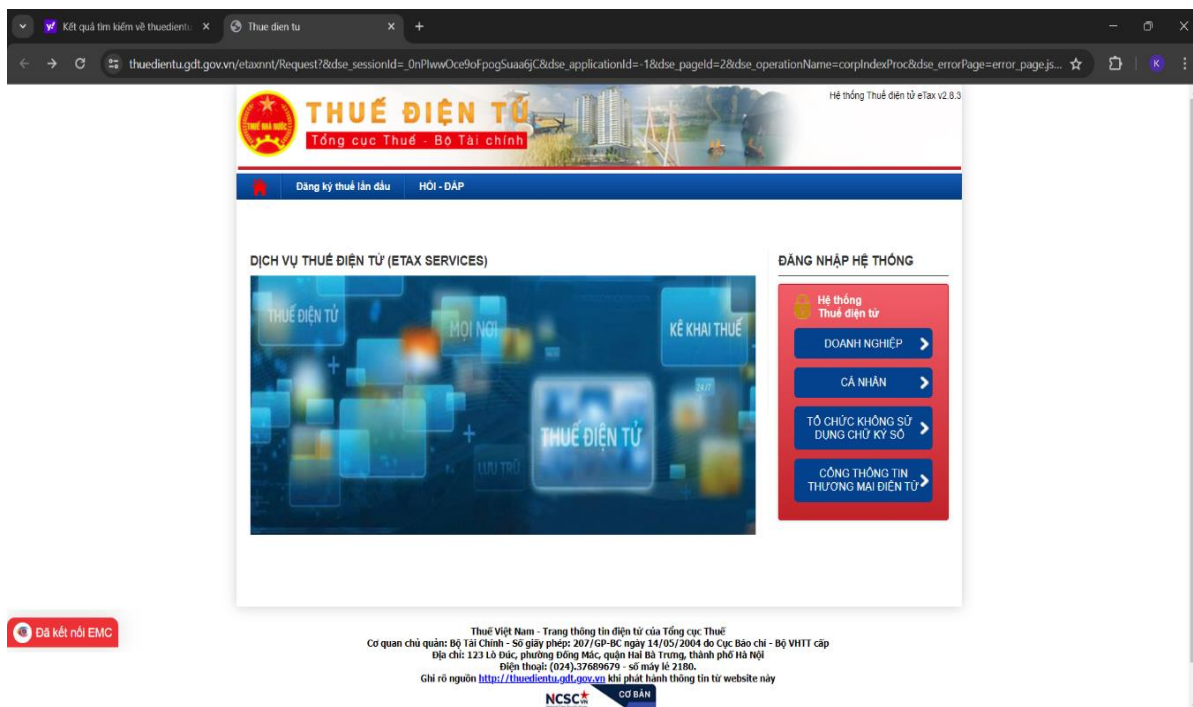 Kết quả tìm kiếm về thuedientu
Thue dien tu
thuedientu.gdt.gov.vn/etaxnnt/Request?&dse_sessionId=_0nPlwwOce9oFpogSuaa6jC&dse_applicationId=-1&dse_pageId=2&dse_operationName=corpIndexProc&dse_errorPage=error_page.js...
K
Hệ thống Thuế điện tử eTax v2.8.3
THUẾ ĐIỆN TỬ
Tổng cục Thuế - Bộ Tài chính
THUẾ NHÀ NƯỚC
Đăng ký thuế lần đầu
HỎI - ĐÁP
DỊCH VỤ THUẾ ĐIỆN TỬ (ETAX SERVICES)
ĐĂNG NHẬP HỆ THỐNG
THUẾ ĐIỆN TỬ
MỌI NƠI
KÊ KHAI THUẾ
24/7
THUẾ ĐIỆN TỬ
LƯU TRỮ
Hệ thống
Thuế điện tử
DOANH NGHIỆP
CÁ NHÂN
TỔ CHỨC KHÔNG SỬ
DỤNG CHỮ KÝ SỐ
CỔNG THÔNG TIN
THƯƠNG MẠI ĐIỆN TỬ
Đã kết nối EMC
Thuế Việt Nam - Trang thông tin điện tử của Tổng cục Thuế
Cơ quan chủ quản: Bộ Tài Chính - Số giấy phép: 207/GP-BC ngày 14/05/2004 do Cục Báo chí - Bộ VHTT cấp
Địa chỉ: 123 Lò Đúc, phường Đống Mác, quận Hai Bà Trưng, thành phố Hà Nội
Điện thoại: (024).37689679 - số máy lẻ 2180.
Ghi rõ nguồn http://thuedientu.gdt.gov.vn khi phát hành thông tin từ website này
NCSC VN
CƠ BẢN